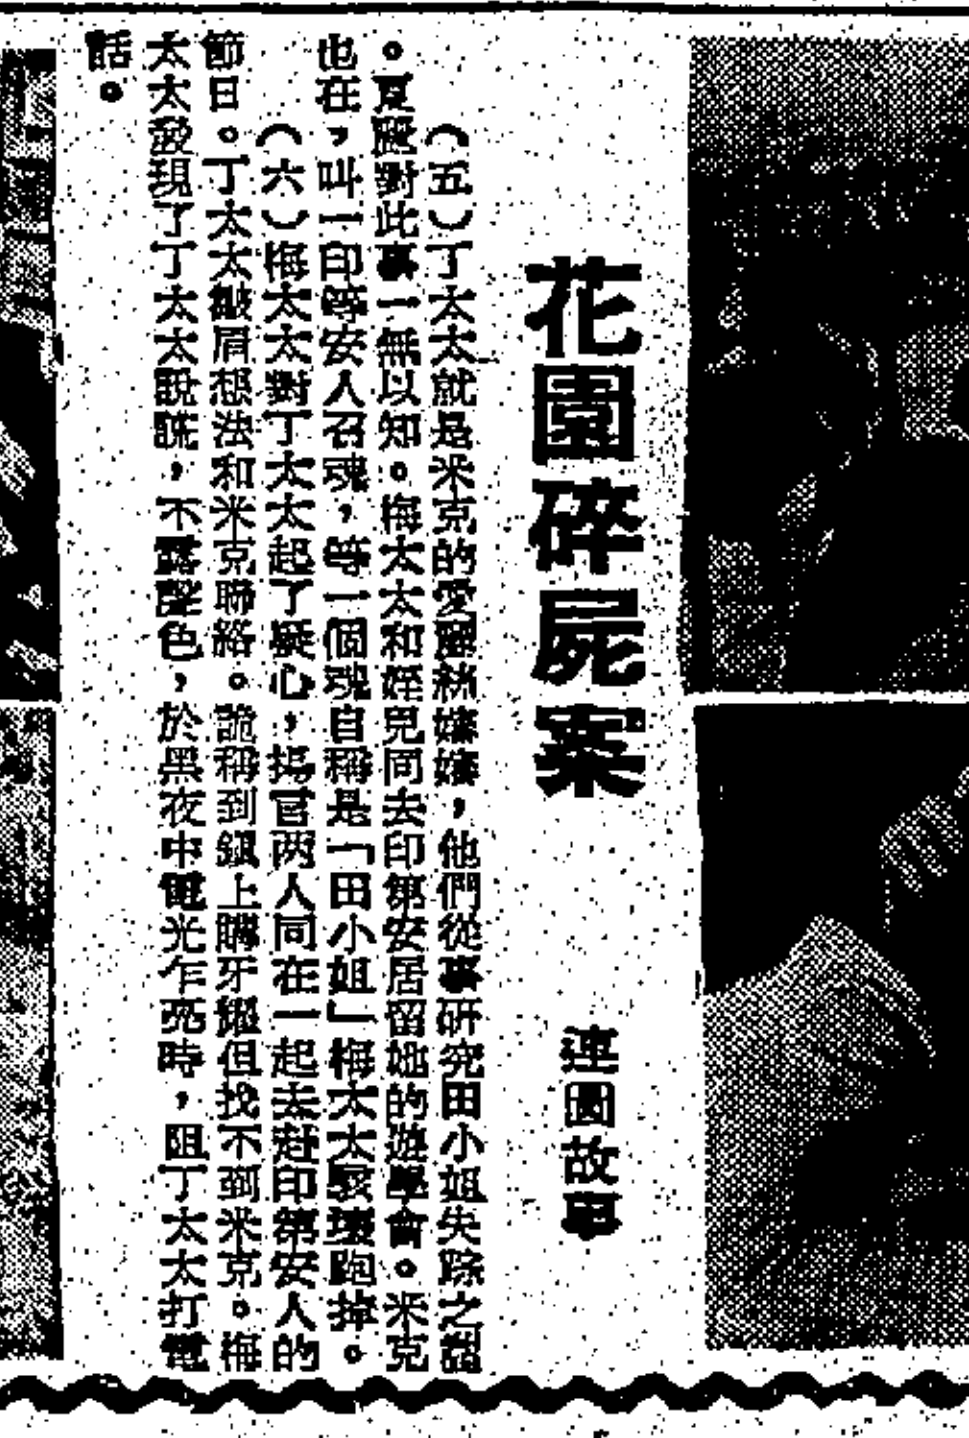 花園碎屍案
連圖故事
（五）丁太太就是米克的愛麗絲嬸嬸，他們從事研究田小姐失踪之謎
。夏麗對此事一無以知。梅太太和姪兒同去印第安居留地的遊學會。米克
也在，叫一印等安人召魂，等一個魂自稱是「田小姐」梅太太駭壞跑掉。
（六）梅太太對丁太太起了疑心，揭官两人同在一起去赴印第安人的
節日。丁太太皺眉想法和米克聯絡。詭稱到鎮上購牙線但找不到米克。梅
太太發現了丁太太說謊，不露聲色，於黑夜中電光乍亮時，阻丁太太打電
話。